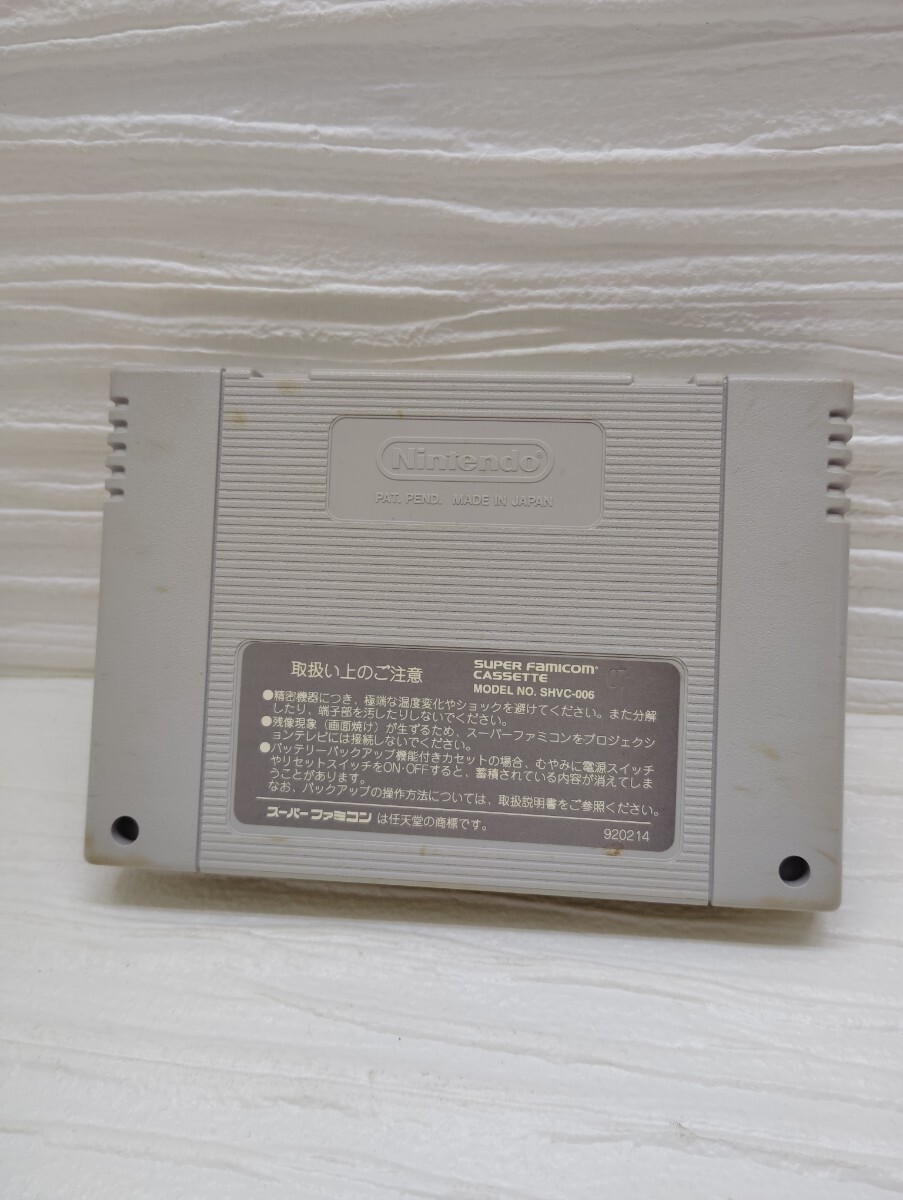 Nintendo
PAT. PEND. MADE IN JAPAN
取扱い上のご注意
SUPER FAMICOM
CASSETTE
MODEL NO. SHVC-006
●精密機器につき、極端な温度変化やショックを避けてください。また分解
したり、端子部を汚したりしないでください。
●残像現象（画面焼け）が生ずるため、スーパーファミコンをプロジェクシ
ョンテレビには接続しないでください。
●バッテリーバックアップ機能付きカセットの場合、むやみに電源スイッチ
やリセットスイッチをON・OFFすると、蓄積されている内容が消えてしま
うことがあります。
なお、バックアップの操作方法については、取扱説明書をご参照ください。
スーパーファミコン は任天堂の商標です。
920214